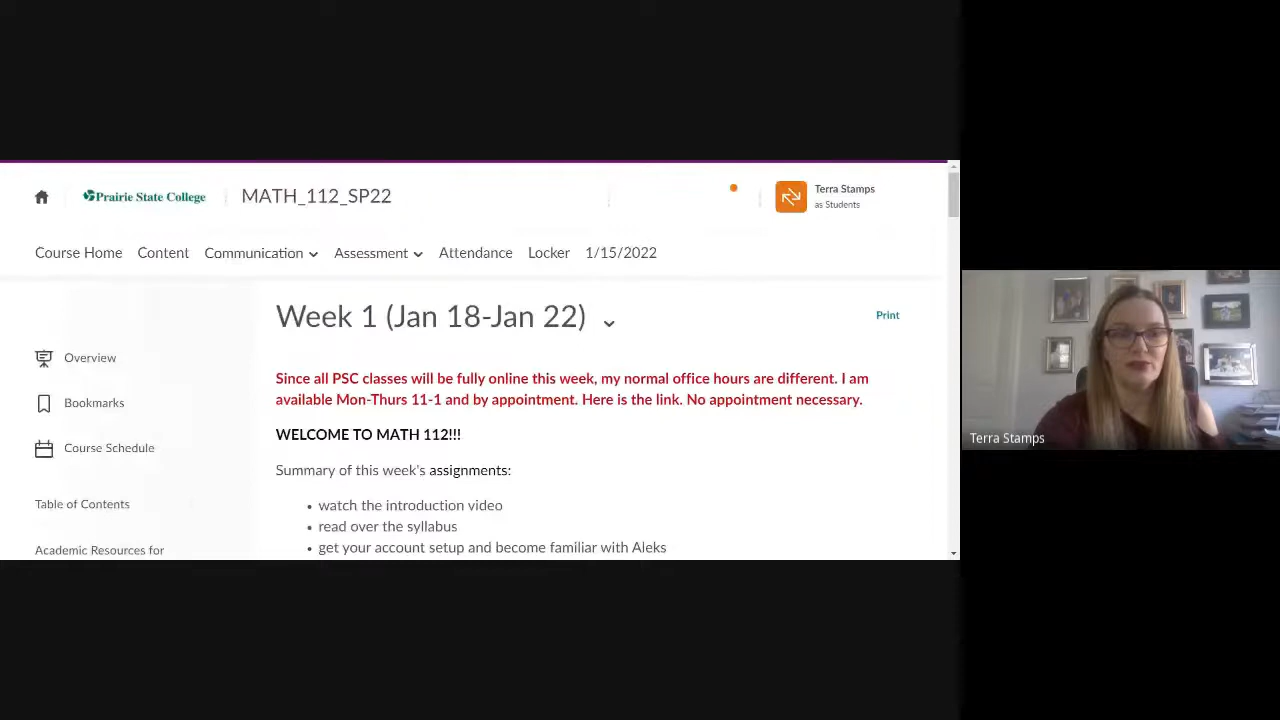 Prairie State College
MATH_112_SP22
Terra Stamps
as Students
Course Home Content Communication Assessment Attendance Locker 1/15/2022
Week 1 (Jan 18-Jan 22)
Print
Overview
Bookmarks
Course Schedule
Table of Contents
Academic Resources for
Since all PSC classes will be fully online this week, my normal office hours are different. I am
available Mon-Thurs 11-1 and by appointment. Here is the link. No appointment necessary.
WELCOME TO MATH 112!!!
Summary of this week's assignments:
• watch the introduction video
• read over the syllabus
• get your account setup and become familiar with Aleks
Terra Stamps